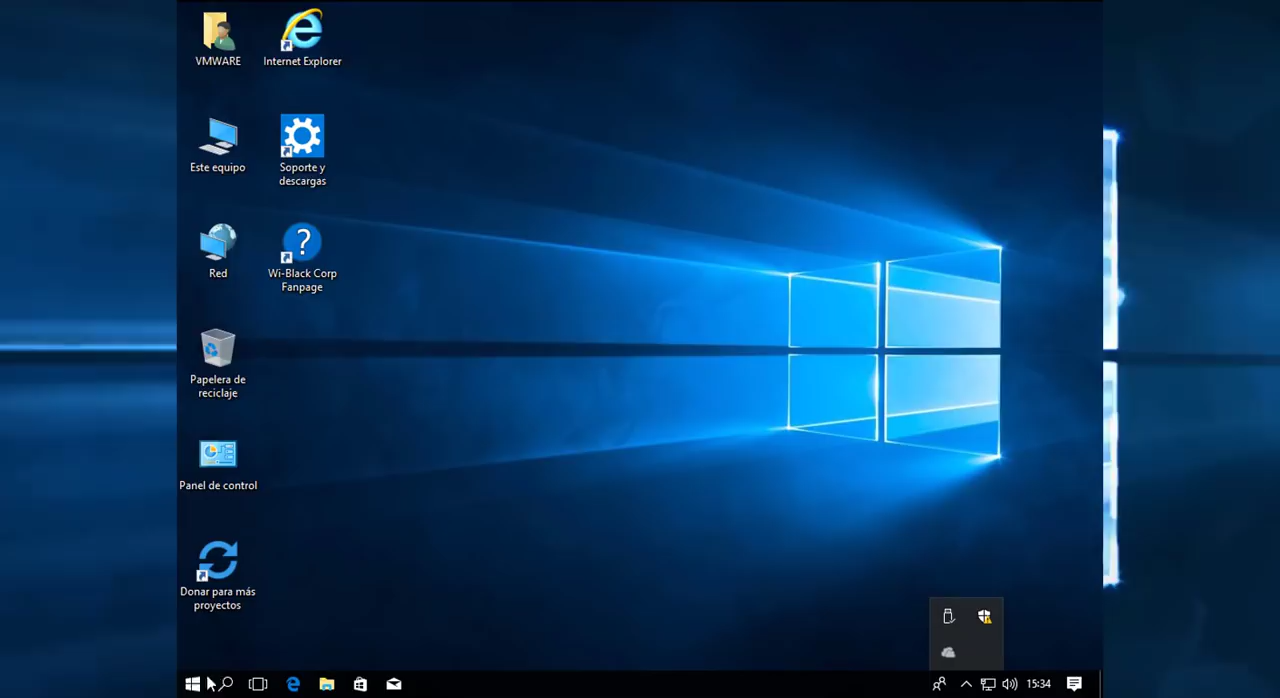 VMWARE
Internet Explorer
Este equipo
Soporte y
descargas
Red
Wi-Black Corp
Fanpage
Papelera de
reciclaje
Panel de control
Donar para más
proyectos
15:34